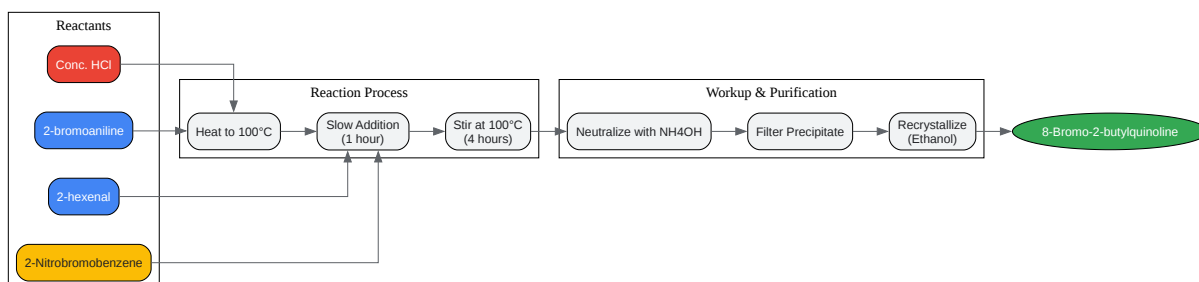 Reactants
Conc. HCl
2-bromoaniline
2-hexenal
2-Nitrobromobenzene
Reaction Process
Heat to 100°C
Slow Addition
(1 hour)
Stir at 100°C
(4 hours)
Workup & Purification
Neutralize with NH4OH
Filter Precipitate
Recrystallize
(Ethanol)
8-Bromo-2-butylquinoline